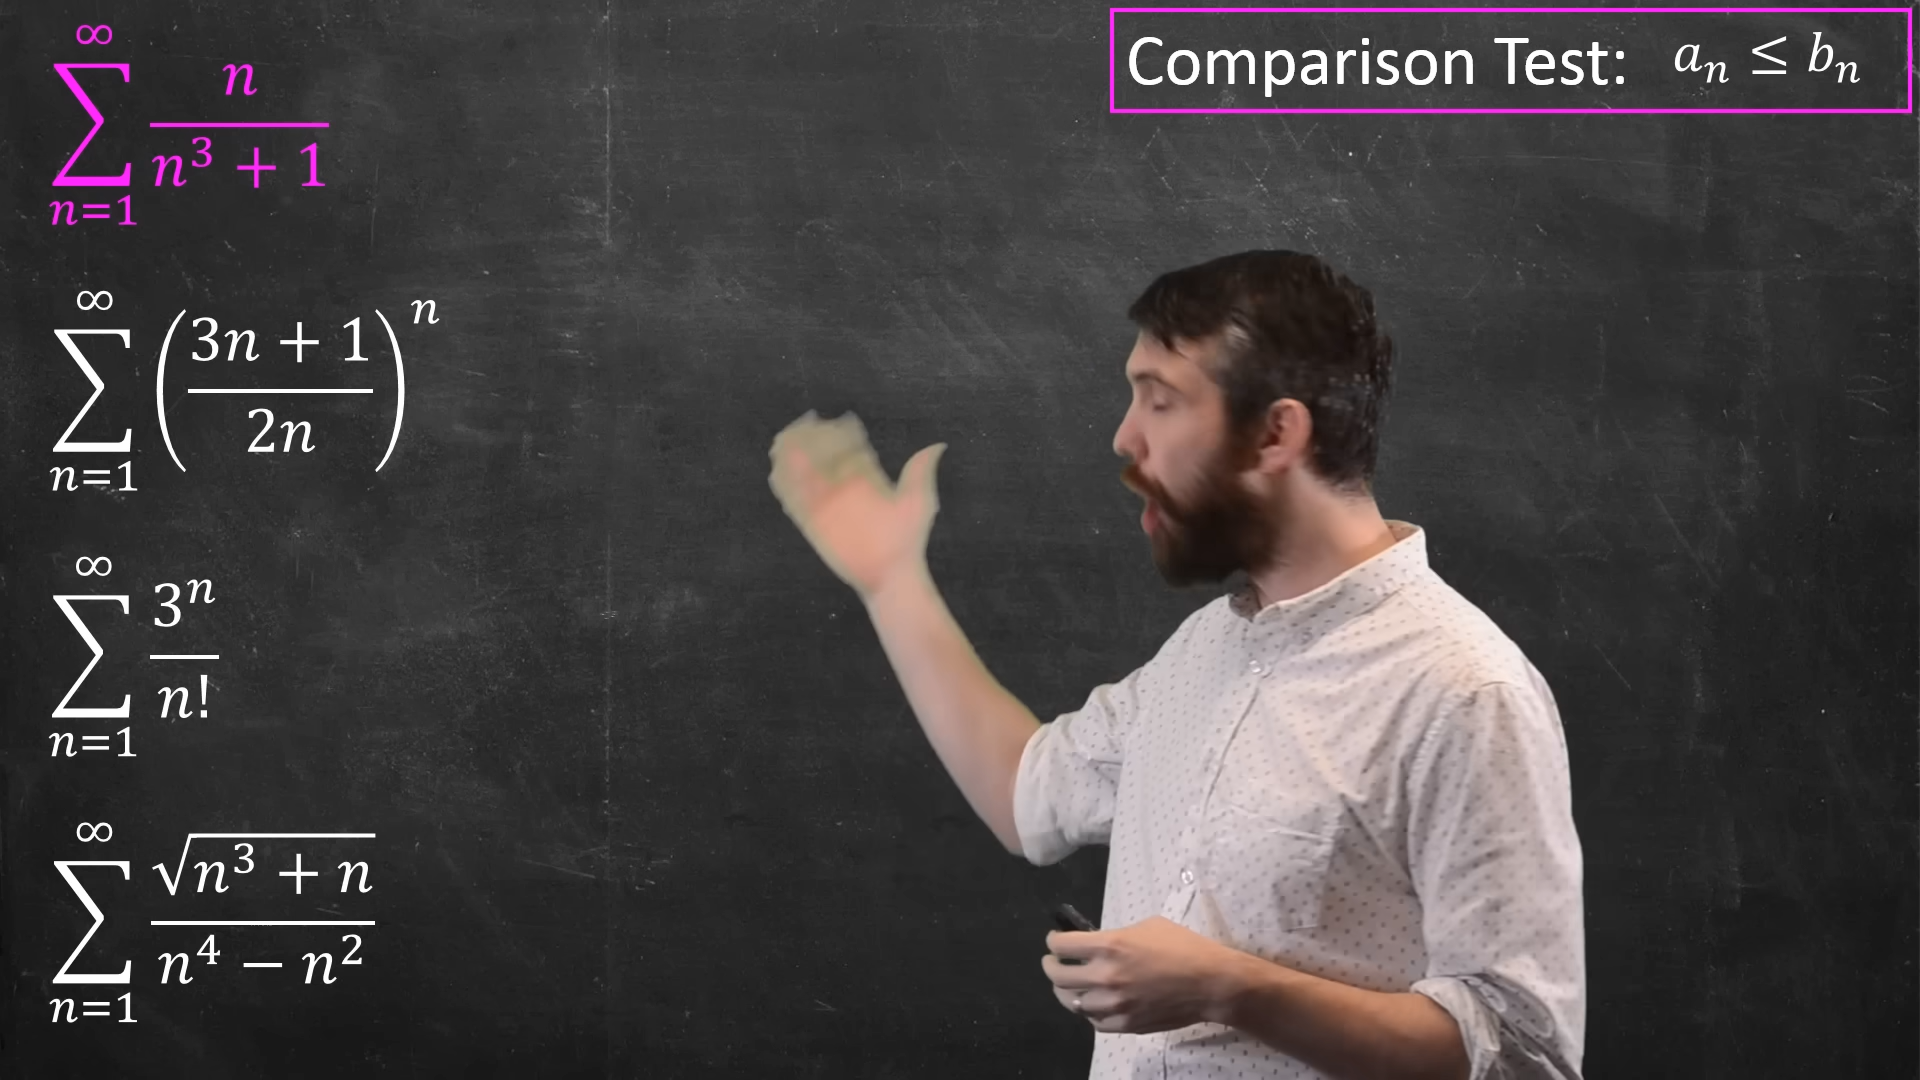 Comparison Test: aₙ ≤ bₙ
∑_{n=1}^{∞} n/(n³ + 1)
∑_{n=1}^{∞} ((3n + 1)/(2n))ⁿ
∑_{n=1}^{∞} 3ⁿ/n!
∑_{n=1}^{∞} √(n³ + n)/(n⁴ − n²)